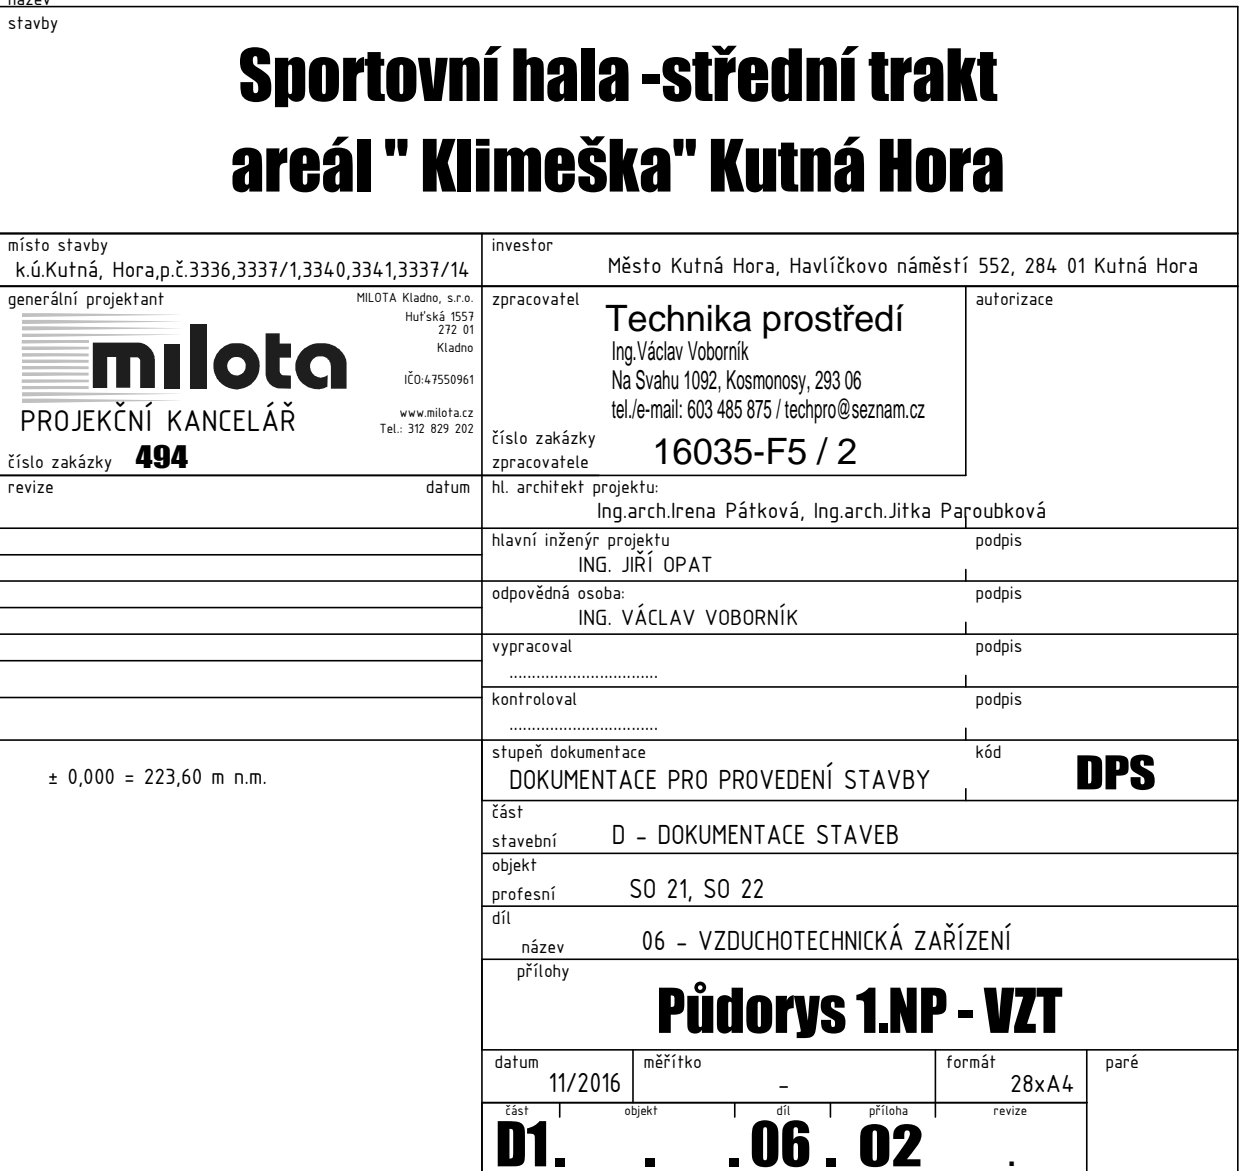 název
stavby
Sportovní hala -střední trakt
areál " Klimeška" Kutná Hora
místo stavby
k.ú.Kutná, Hora,p.č.3336,3337/1,3340,3341,3337/14
investor
Město Kutná Hora, Havlíčkovo náměstí 552, 284 01 Kutná Hora
generální projektant
MILOTA Kladno, s.r.o.
Huťská 1557
272 01
Kladno
IČO:47550961
www.milota.cz
Tel.: 312 829 202
milota
PROJEKČNÍ KANCELÁŘ
číslo zakázky 494
zpracovatel
Technika prostředí
Ing.Václav Voborník
Na Svahu 1092, Kosmonosy, 293 06
tel./e-mail: 603 485 875 / techpro@seznam.cz
číslo zakázky
zpracovatele
16035-F5 / 2
autorizace
revize datum
hl. architekt projektu:
Ing.arch.Irena Pátková, Ing.arch.Jitka Paroubková
hlavní inženýr projektu podpis
ING. JIŘÍ OPAT
odpovědná osoba: podpis
ING. VÁCLAV VOBORNÍK
vypracoval podpis
.................................
kontroloval podpis
.................................
± 0,000 = 223,60 m n.m.
stupeň dokumentace
DOKUMENTACE PRO PROVEDENÍ STAVBY
kód
DPS
část
stavební D - DOKUMENTACE STAVEB
objekt
profesní SO 21, SO 22
díl
název 06 - VZDUCHOTECHNICKÁ ZAŘÍZENÍ
přílohy
Půdorys 1.NP - VZT
datum měřítko formát paré
11/2016 - 28xA4
část objekt díl příloha revize
D1. . . 06 . 02 .